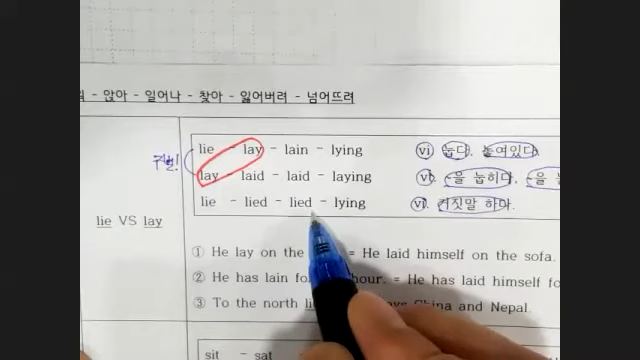 앉아 - 일어나 - 찾아 - 잃어버려 - 넘어뜨려
lie - lay - lain - lying vi 눕다, 놓여있다.
구별!
lay - laid - laid - laying vt -을 눕히다, -을 놓
lie - lied - lied - lying vi. 거짓말 하다.
lie VS lay
① He lay on the = He laid himself on the sofa.
② He has lain fo hour. = He has laid himself fo
③ To the north li China and Nepal.
sit - sat